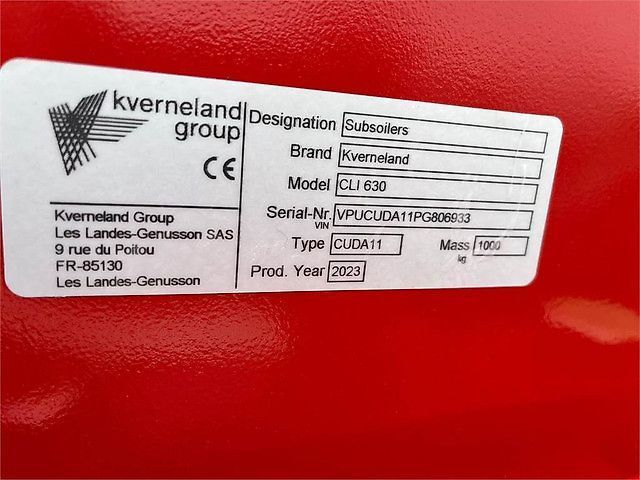 kverneland
group
CE
Kverneland Group
Les Landes-Genusson SAS
9 rue du Poitou
FR-85130
Les Landes-Genusson
Designation Subsoilers
Brand Kverneland
Model CLI 630
Serial-Nr. VIN VPUCUDA11PG806933
Type CUDA11 Mass kg 1000
Prod. Year 2023